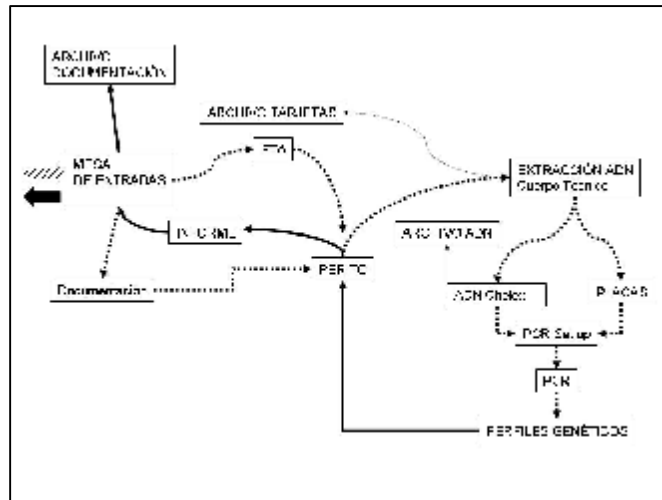 ARCHIVO
DOCUMENTACIÓN
ARCHIVO TARJETAS
FTA
MESA
DE ENTRADAS
EXTRACCIÓN ADN
Cuerpo Técnico
INFORME
ARCHIVO ADN
PERITO
Documentación
ADN Chelex
PLACAS
PCR Set up
PCR
PERFILES GENÉTICOS